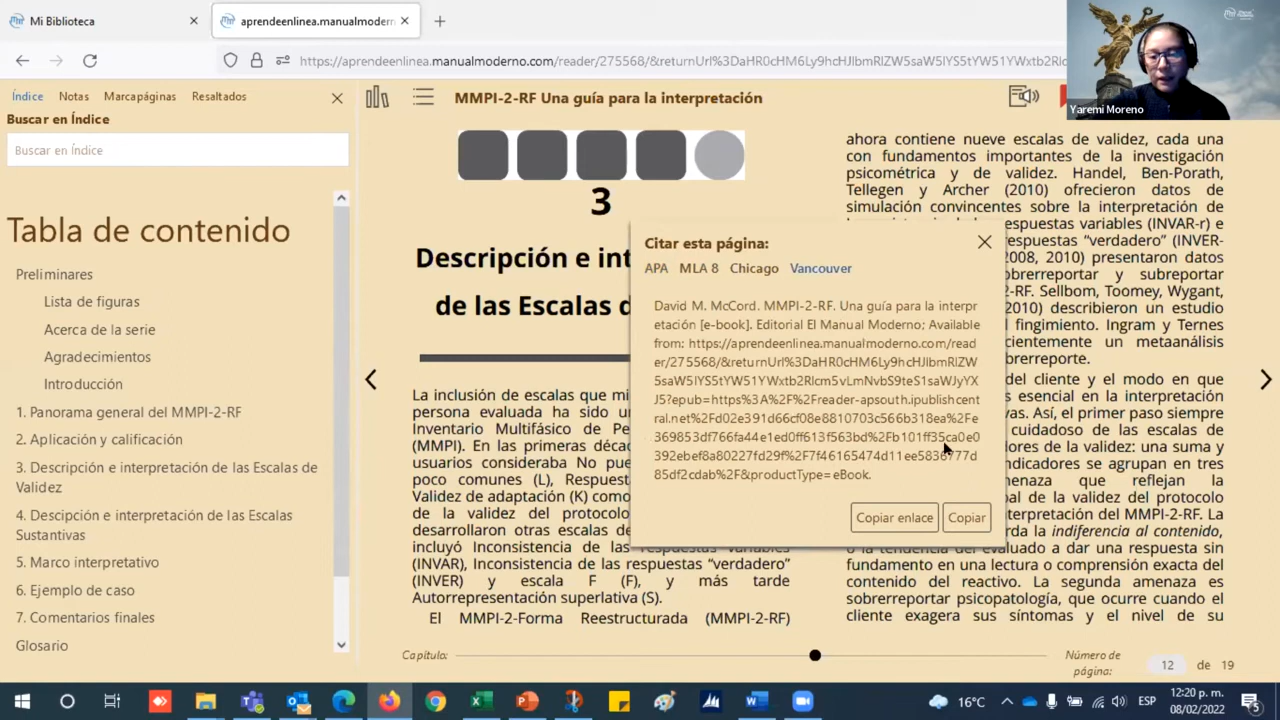 Mi Biblioteca
aprendeenlinea.manualmodern
https://aprendeenlinea.manualmoderno.com/reader/275568/&returnUrl%3DaHR0cHM6Ly9hcHJlbmRlZW5saW5lYS5tYW51YWxtb2Rlc
Yaremi Moreno
Índice Notas Marcapáginas Resaltados
Buscar en Índice
Buscar en Índice
Tabla de contenido
Preliminares
Lista de figuras
Acerca de la serie
Agradecimientos
Introducción
1. Panorama general del MMPI-2-RF
2. Aplicación y calificación
3. Descripción e interpretación de las Escalas de
Validez
4. Descipción e interpretación de las Escalas
Sustantivas
5. Marco interpretativo
6. Ejemplo de caso
7. Comentarios finales
Glosario
MMPI-2-RF Una guía para la interpretación
3
Descripción e int
de las Escalas d
La inclusión de escalas que mi
persona evaluada ha sido u
Inventario Multifásico de Pe
(MMPI). En las primeras décad
usuarios consideraba No pue
poco comunes (L), Respues
Validez de adaptación (K) como
de validez del protocolo
desarrollaron otras escalas de
incluyó Inconsistencia de las respuestas variables
(INVAR), Inconsistencia de las respuestas “verdadero”
(INVER) y escala F (F), y más tarde
Autorrepresentación superlativa (S).
El MMPI-2-Forma Reestructurada (MMPI-2-RF)
ahora contiene nueve escalas de validez, cada una
con fundamentos importantes de la investigación
psicométrica y de validez. Handel, Ben-Porath,
Tellegen y Archer (2010) ofrecieron datos de
simulación convincentes sobre la interpretación de
espuestas variables (INVAR-r) e
respuestas “verdadero” (INVER-
2008, 2010) presentaron datos
obrerreportar y subreportar
2-RF. Sellbom, Toomey, Wygant,
2010) describieron un estudio
fingimiento. Ingram y Ternes
cientemente un metaanálisis
brerreporte.
del cliente y el modo en que
esencial en la interpretación
vas. Así, el primer paso siempre
cuidadoso de las escalas de
dores de la validez: una suma y
ndicadores se agrupan en tres
menaza que reflejan la
bal de la validez del protocolo
nterpretación del MMPI-2-RF. La
rda la indiferencia al contenido,
o la tendencia del evaluado a dar una respuesta sin
fundamento en una lectura o comprensión exacta del
contenido del reactivo. La segunda amenaza es
sobrerreportar psicopatología, que ocurre cuando el
cliente exagera sus síntomas y el nivel de su
Citar esta página:
APA MLA 8 Chicago Vancouver
David M. McCord. MMPI-2-RF. Una guía para la interpr
etación [e-book]. Editorial El Manual Moderno; Available
from: https://aprendeenlinea.manualmoderno.com/read
er/275568/&returnUrl%3DaHR0cHM6Ly9hcHJlbmRlZW
5saW5lYS5tYW51YWxtb2Rlcm5vLmNvbS9teS1saWJyYX
J5?epub=https%3A%2F%2Freader-apsouth.ipublishcent
ral.net%2Fd02e391d66cf08e8810703c566b318ea%2Fe
369853df766fa44e1ed0ff613f563bd%2Fb101ff35ca0e0
392ebef8a80227fd29f%2F7f46165474d11ee5836777d
85df2cdab%2F&productType=eBook.
Copiar enlace Copiar
Capítulo:
Número de
página:
12 de 19
16°C
ESP
12:20 p. m.
08/02/2022
5